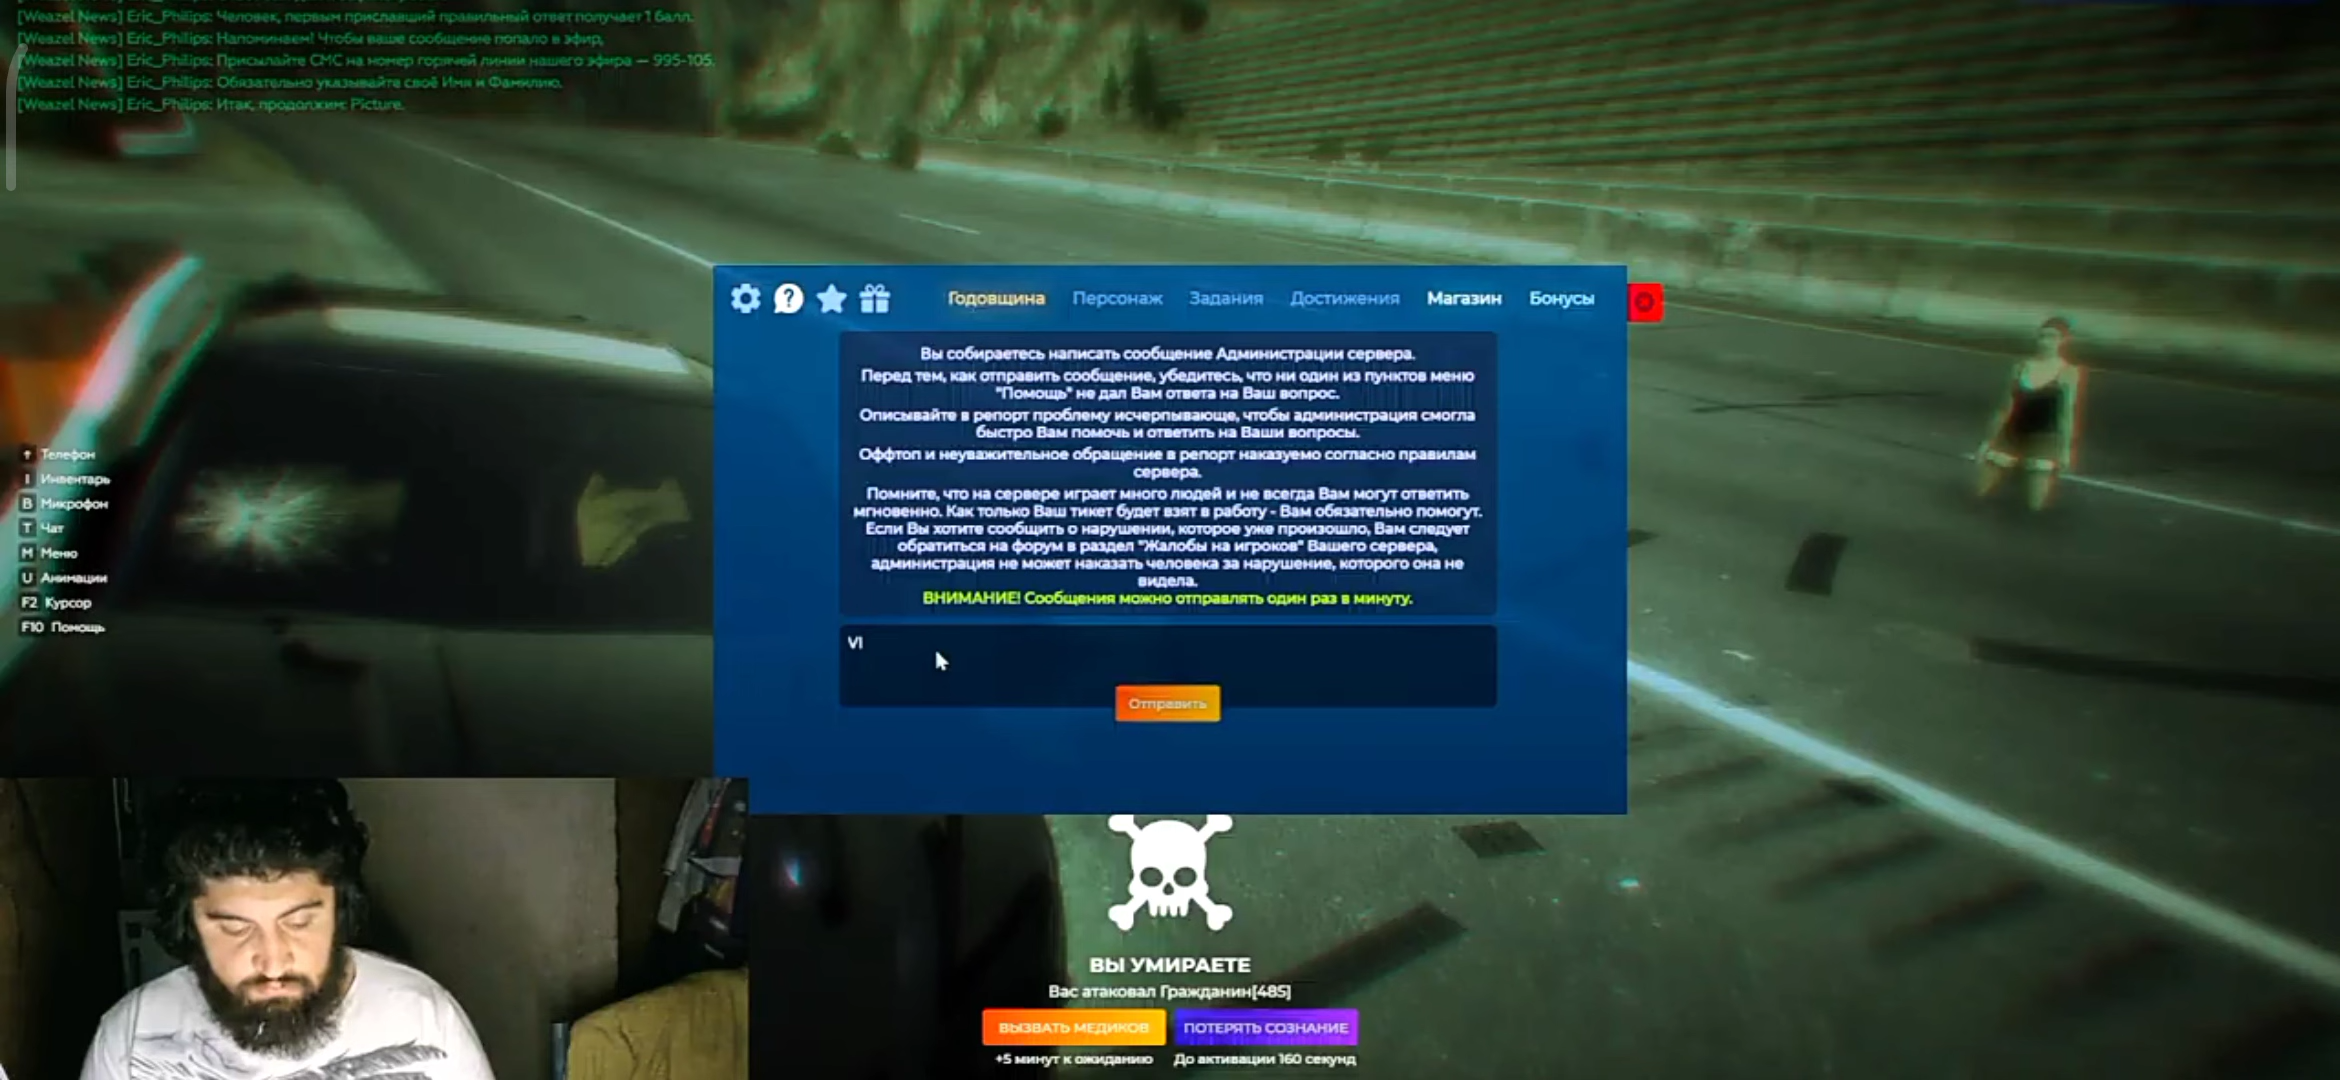 [Weazel News] Eric_Philips: Человек, первым приславший правильный ответ получает 1 балл.
[Weazel News] Eric_Philips: Напоминаем! Чтобы ваше сообщение попало в эфир,
[Weazel News] Eric_Philips: Присылайте СМС на номер горячей линии нашего эфира — 995-105.
[Weazel News] Eric_Philips: Обязательно указывайте своё Имя и Фамилию.
[Weazel News] Eric_Philips: Итак, продолжим: Picture.
Годовщина Персонаж Задания Достижения Магазин Бонусы
Вы собираетесь написать сообщение Администрации сервера.
Перед тем, как отправить сообщение, убедитесь, что ни один из пунктов меню
"Помощь" не дал Вам ответа на Ваш вопрос.
Описывайте в репорт проблему исчерпывающе, чтобы администрация смогла
быстро Вам помочь и ответить на Ваши вопросы.
Оффтоп и неуважительное обращение в репорт наказуемо согласно правилам
сервера.
Помните, что на сервере играет много людей и не всегда Вам могут ответить
мгновенно. Как только Ваш тикет будет взят в работу - Вам обязательно помогут.
Если Вы хотите сообщить о нарушении, которое уже произошло, Вам следует
обратиться на форум в раздел "Жалобы на игроков" Вашего сервера,
администрация не может наказать человека за нарушение, которого она не
видела.
ВНИМАНИЕ! Сообщения можно отправлять один раз в минуту.
VI
Отправить
↑ Телефон
I Инвентарь
B Микрофон
T Чат
M Меню
U Анимации
F2 Курсор
F10 Помощь
ВЫ УМИРАЕТЕ
Вас атаковал Гражданин[485]
ВЫЗВАТЬ МЕДИКОВ ПОТЕРЯТЬ СОЗНАНИЕ
+5 минут к ожиданию До активации 160 секунд